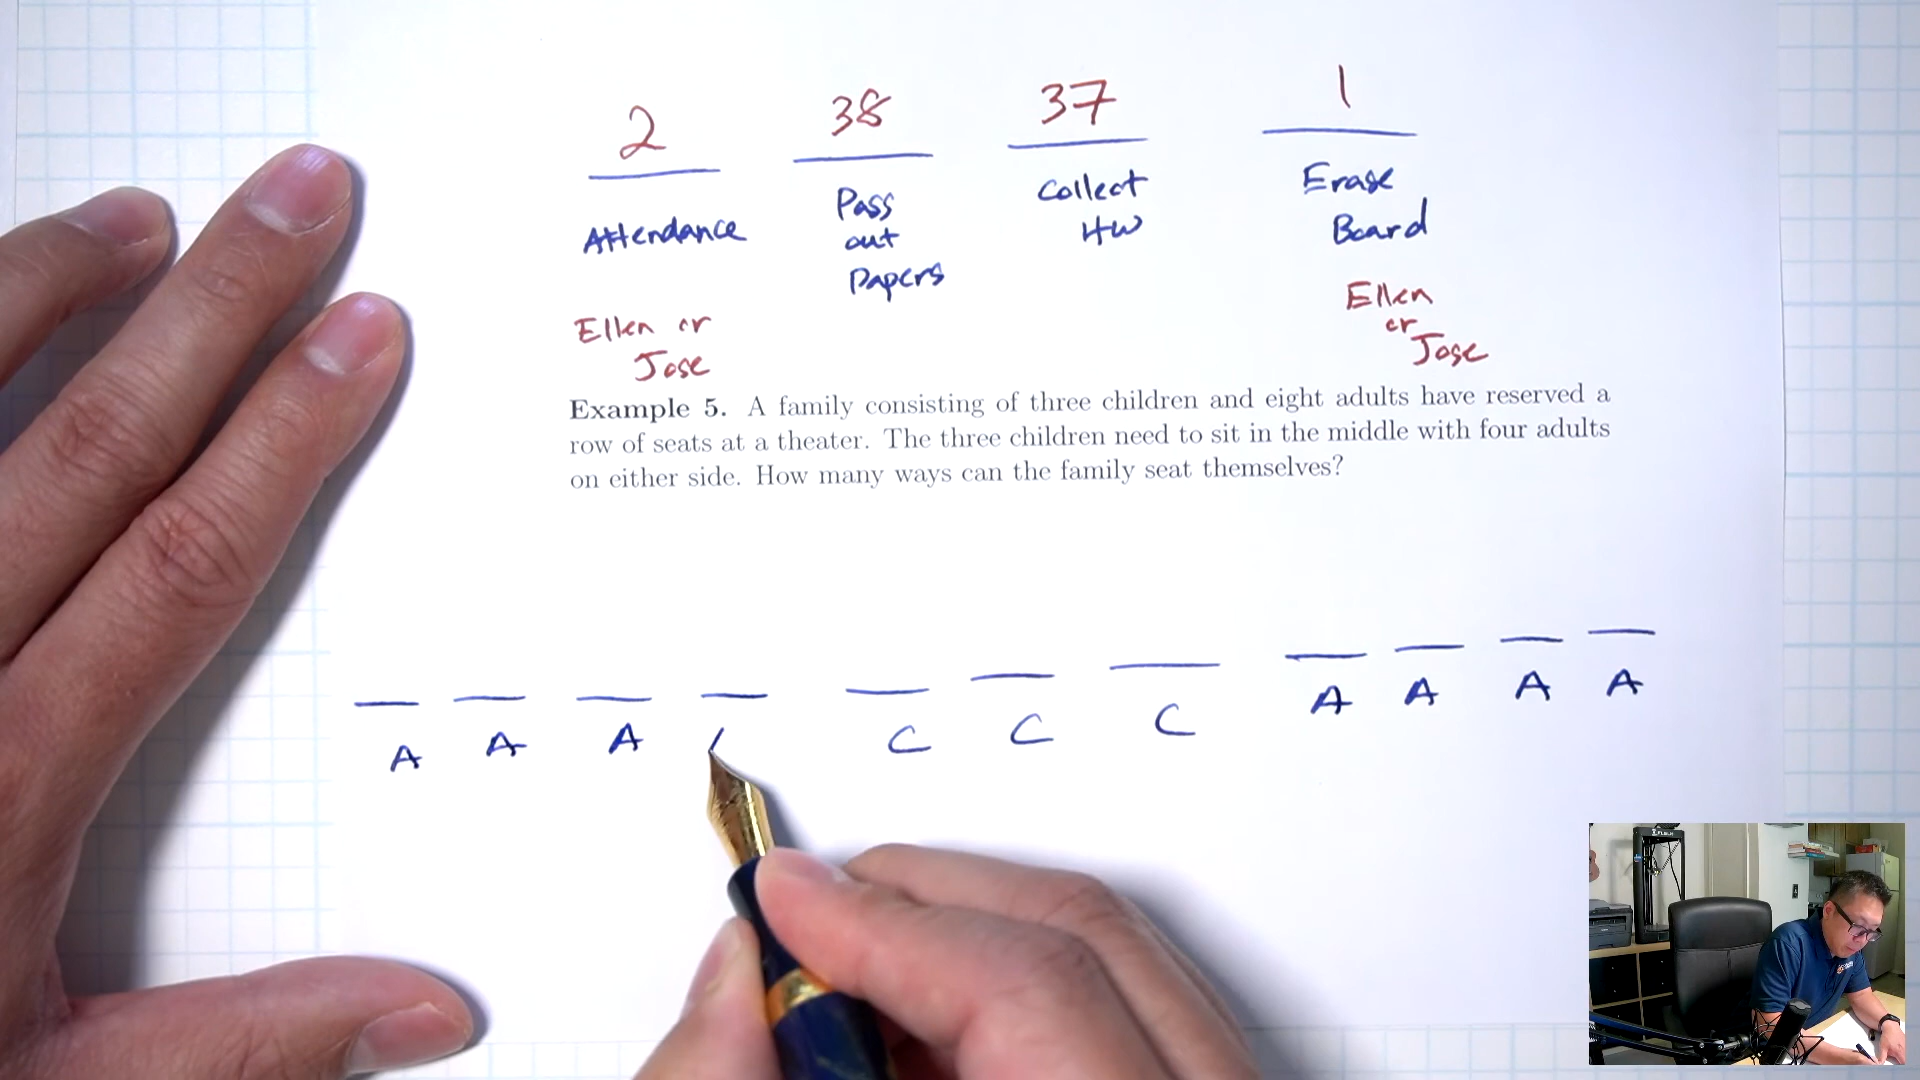 2 38 37 1
Attendance Pass out Papers Collect HW Erase Board
Ellen or Jose Ellen or Jose
Example 5. A family consisting of three children and eight adults have reserved a
row of seats at a theater. The three children need to sit in the middle with four adults
on either side. How many ways can the family seat themselves?
A A A C C C A A A A